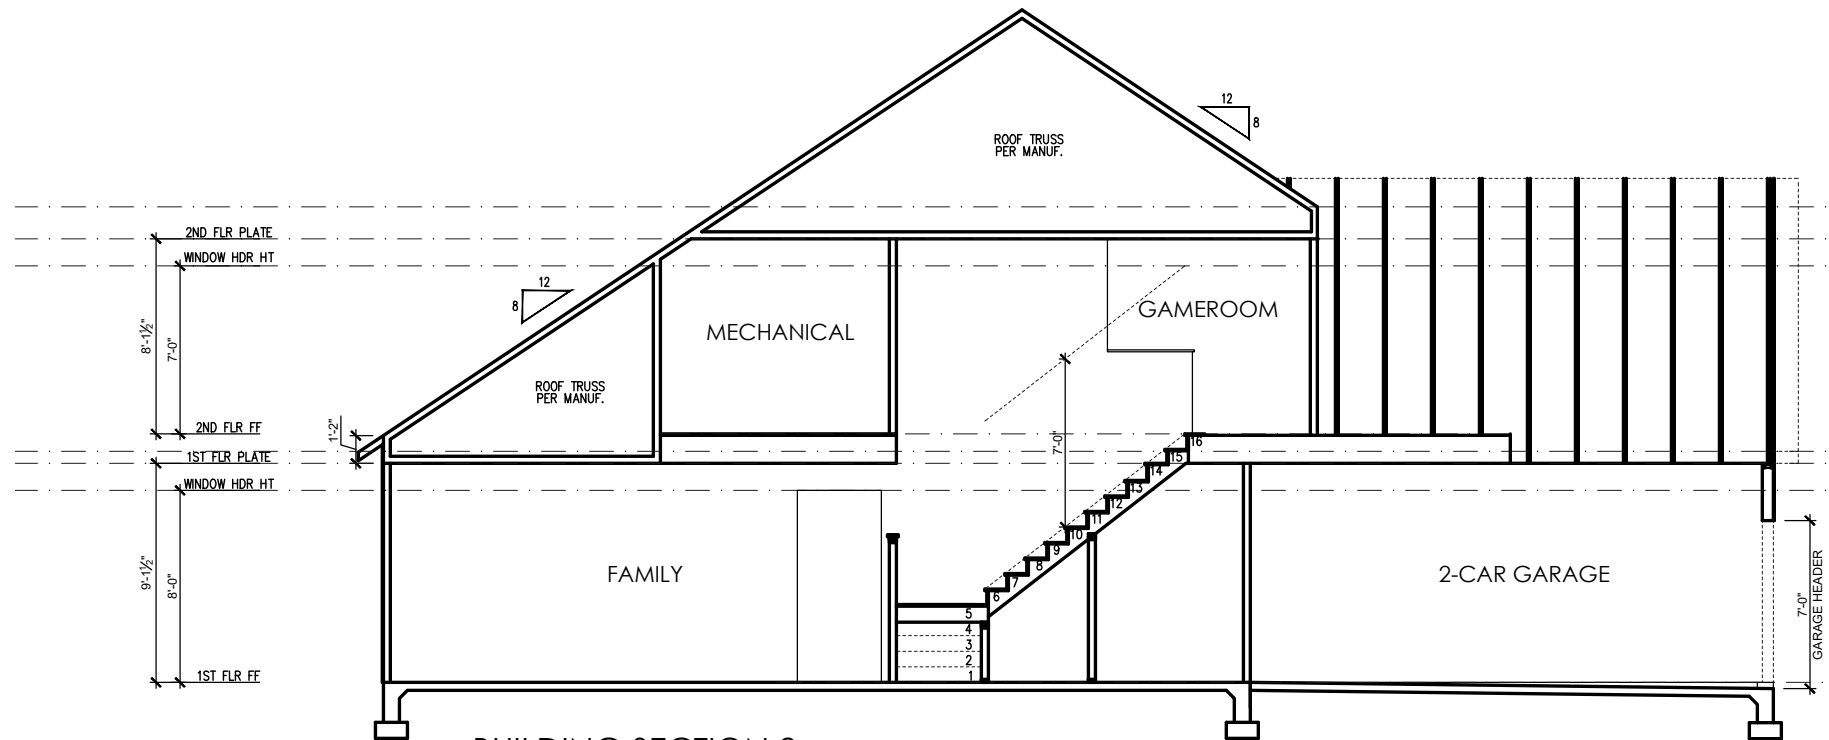 12
8
ROOF TRUSS
PER MANUF.
2ND FLR PLATE
WINDOW HDR HT
12
8
MECHANICAL
GAMEROOM
8'-1½"
7'-0"
ROOF TRUSS
PER MANUF.
7'-0"
2ND FLR FF
1'-2"
1ST FLR PLATE
WINDOW HDR HT
16
15
14
13
12
11
10
9
8
7
6
5
4
3
2
1
9'-1½"
8'-0"
FAMILY
2-CAR GARAGE
7'-0"
GARAGE HEADER
1ST FLR FF